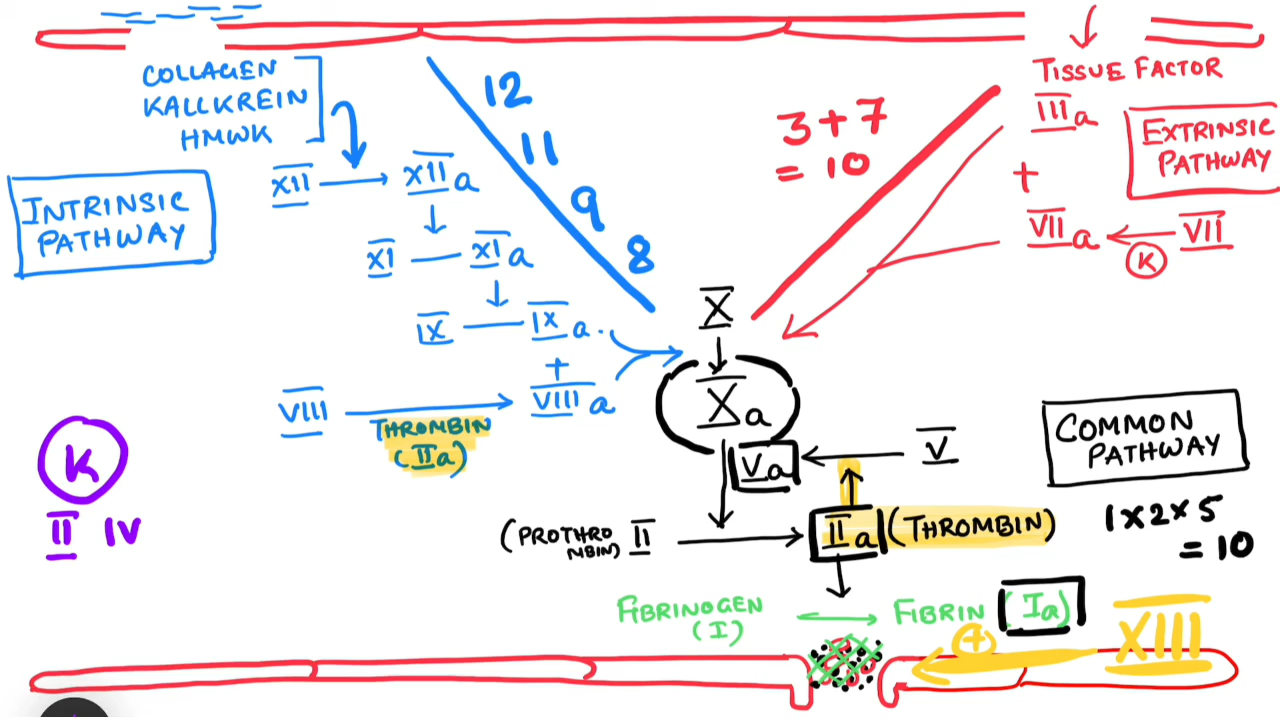 COLLAGEN
KALLKREIN
HMWK
XII
XIIa
INTRINSIC
PATHWAY
XI
XIa
IX
IXa
+
VIII
VIIIa
THROMBIN
(IIa)
12
11
9
8
3 + 7
= 10
TISSUE FACTOR
IIIa
+
VIIa
VII
K
EXTRINSIC
PATHWAY
X
Xa
Va
V
COMMON
PATHWAY
1 x 2 x 5
= 10
K
II IV
(PROTHRO
MBIN) II
IIa (THROMBIN)
FIBRINOGEN
(I)
FIBRIN (Ia)
+
XIII